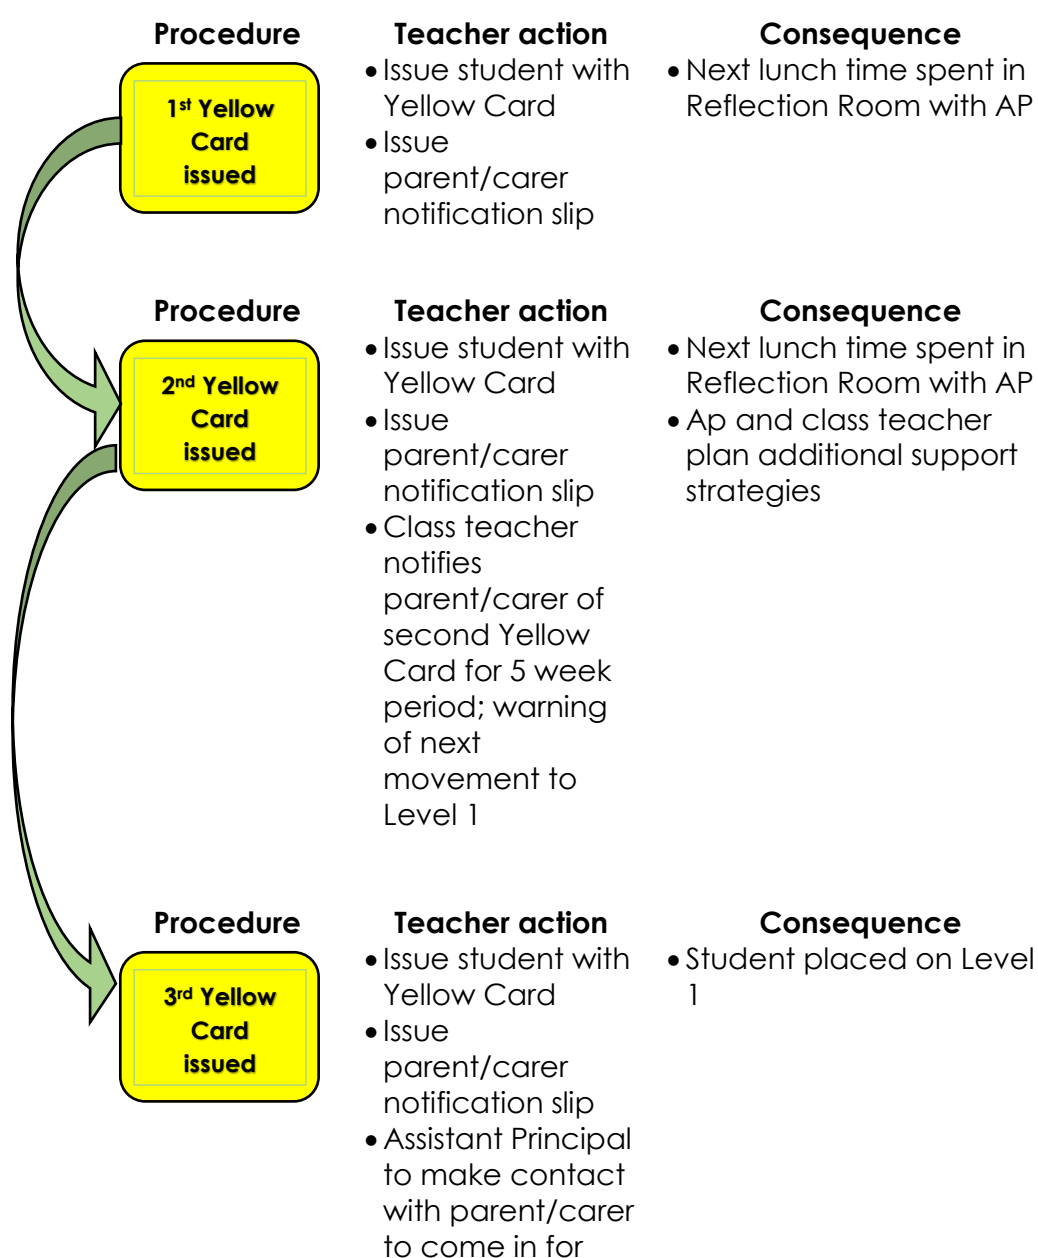 Procedure
1st Yellow
Card
issued
Teacher action
• Issue student with
Yellow Card
• Issue
parent/carer
notification slip
Consequence
• Next lunch time spent in
Reflection Room with AP
Procedure
2nd Yellow
Card
issued
Teacher action
• Issue student with
Yellow Card
• Issue
parent/carer
notification slip
• Class teacher
notifies
parent/carer of
second Yellow
Card for 5 week
period; warning
of next
movement to
Level 1
Consequence
• Next lunch time spent in
Reflection Room with AP
• Ap and class teacher
plan additional support
strategies
Procedure
3rd Yellow
Card
issued
Teacher action
• Issue student with
Yellow Card
• Issue
parent/carer
notification slip
• Assistant Principal
to make contact
with parent/carer
to come in for
Consequence
• Student placed on Level
1